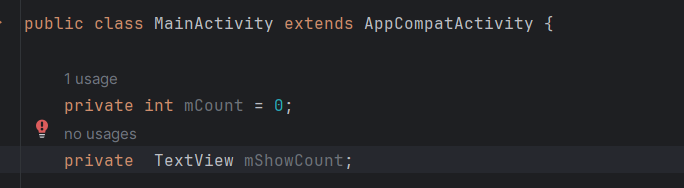 public class MainActivity extends AppCompatActivity {
1 usage
private int mCount = 0;
no usages
private  TextView mShowCount;